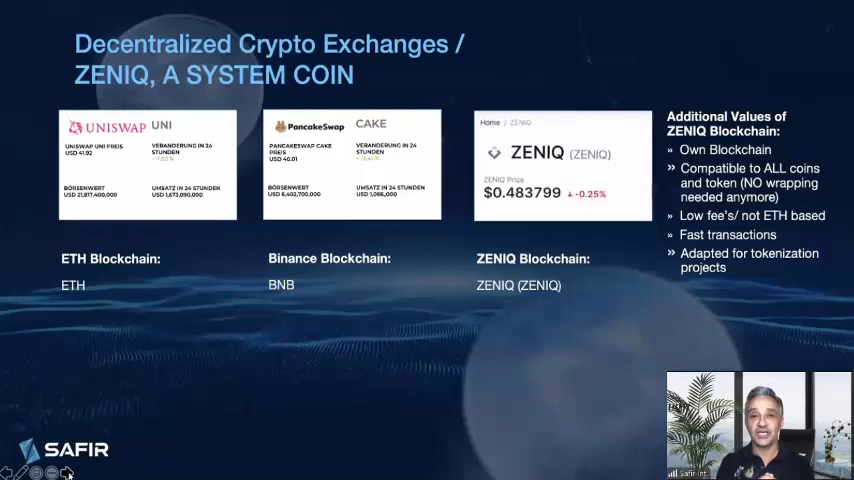 Decentralized Crypto Exchanges /
ZENIQ, A SYSTEM COIN
UNISWAP UNI
UNISWAP UNI PREIS
USD 41.92
VERÄNDERUNG IN 24
STUNDEN
BÖRSENWERT
USD 21,817,400,000
UMSATZ IN 24 STUNDEN
USD 1,673,090,000
PancakeSwap CAKE
PANCAKESWAP CAKE
PREIS
USD 40.01
VERÄNDERUNG IN 24
STUNDEN
BÖRSENWERT
USD 6,402,700,000
UMSATZ IN 24 STUNDEN
USD 1,066,000
Home / ZENIQ
ZENIQ (ZENIQ)
ZENIQ Price
$0.483799 ↓ -0.25%
Additional Values of
ZENIQ Blockchain:
» Own Blockchain
» Compatible to ALL coins
and token (NO wrapping
needed anymore)
» Low fee's/ not ETH based
» Fast transactions
» Adapted for tokenization
projects
ETH Blockchain:
ETH
Binance Blockchain:
BNB
ZENIQ Blockchain:
ZENIQ (ZENIQ)
SAFIR
Safir Int.